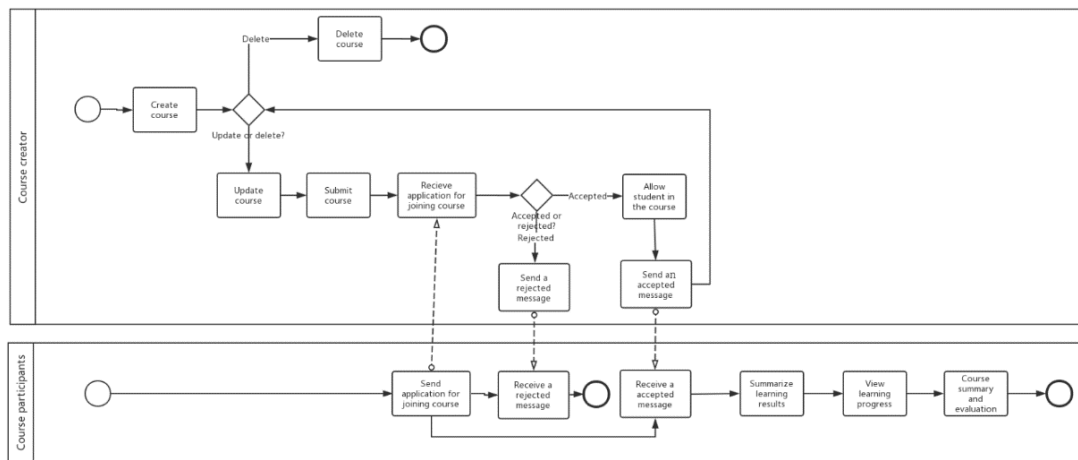 Course creator
Delete
Delete
course
Create
course
Update or delete?
Update
course
Submit
course
Recieve
application for
joining course
Accepted or
rejected?
Rejected
Accepted
Allow
student in
the course
Send a
rejected
message
Send an
accepted
message
Course participants
Send
application for
joining course
Receive a
rejected
message
Receive a
accepted
message
Summarize
learning
results
View
learning
progress
Course
summary
and
evaluation